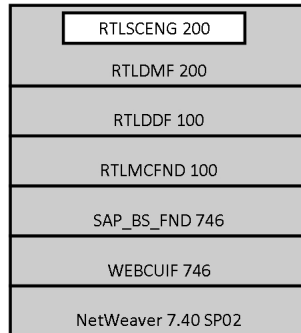 RTLSCENG 200
RTLDMF 200
RTLDDF 100
RTLMCFND 100
SAP_BS_FND 746
WEBCUIF 746
NetWeaver 7.40 SP02